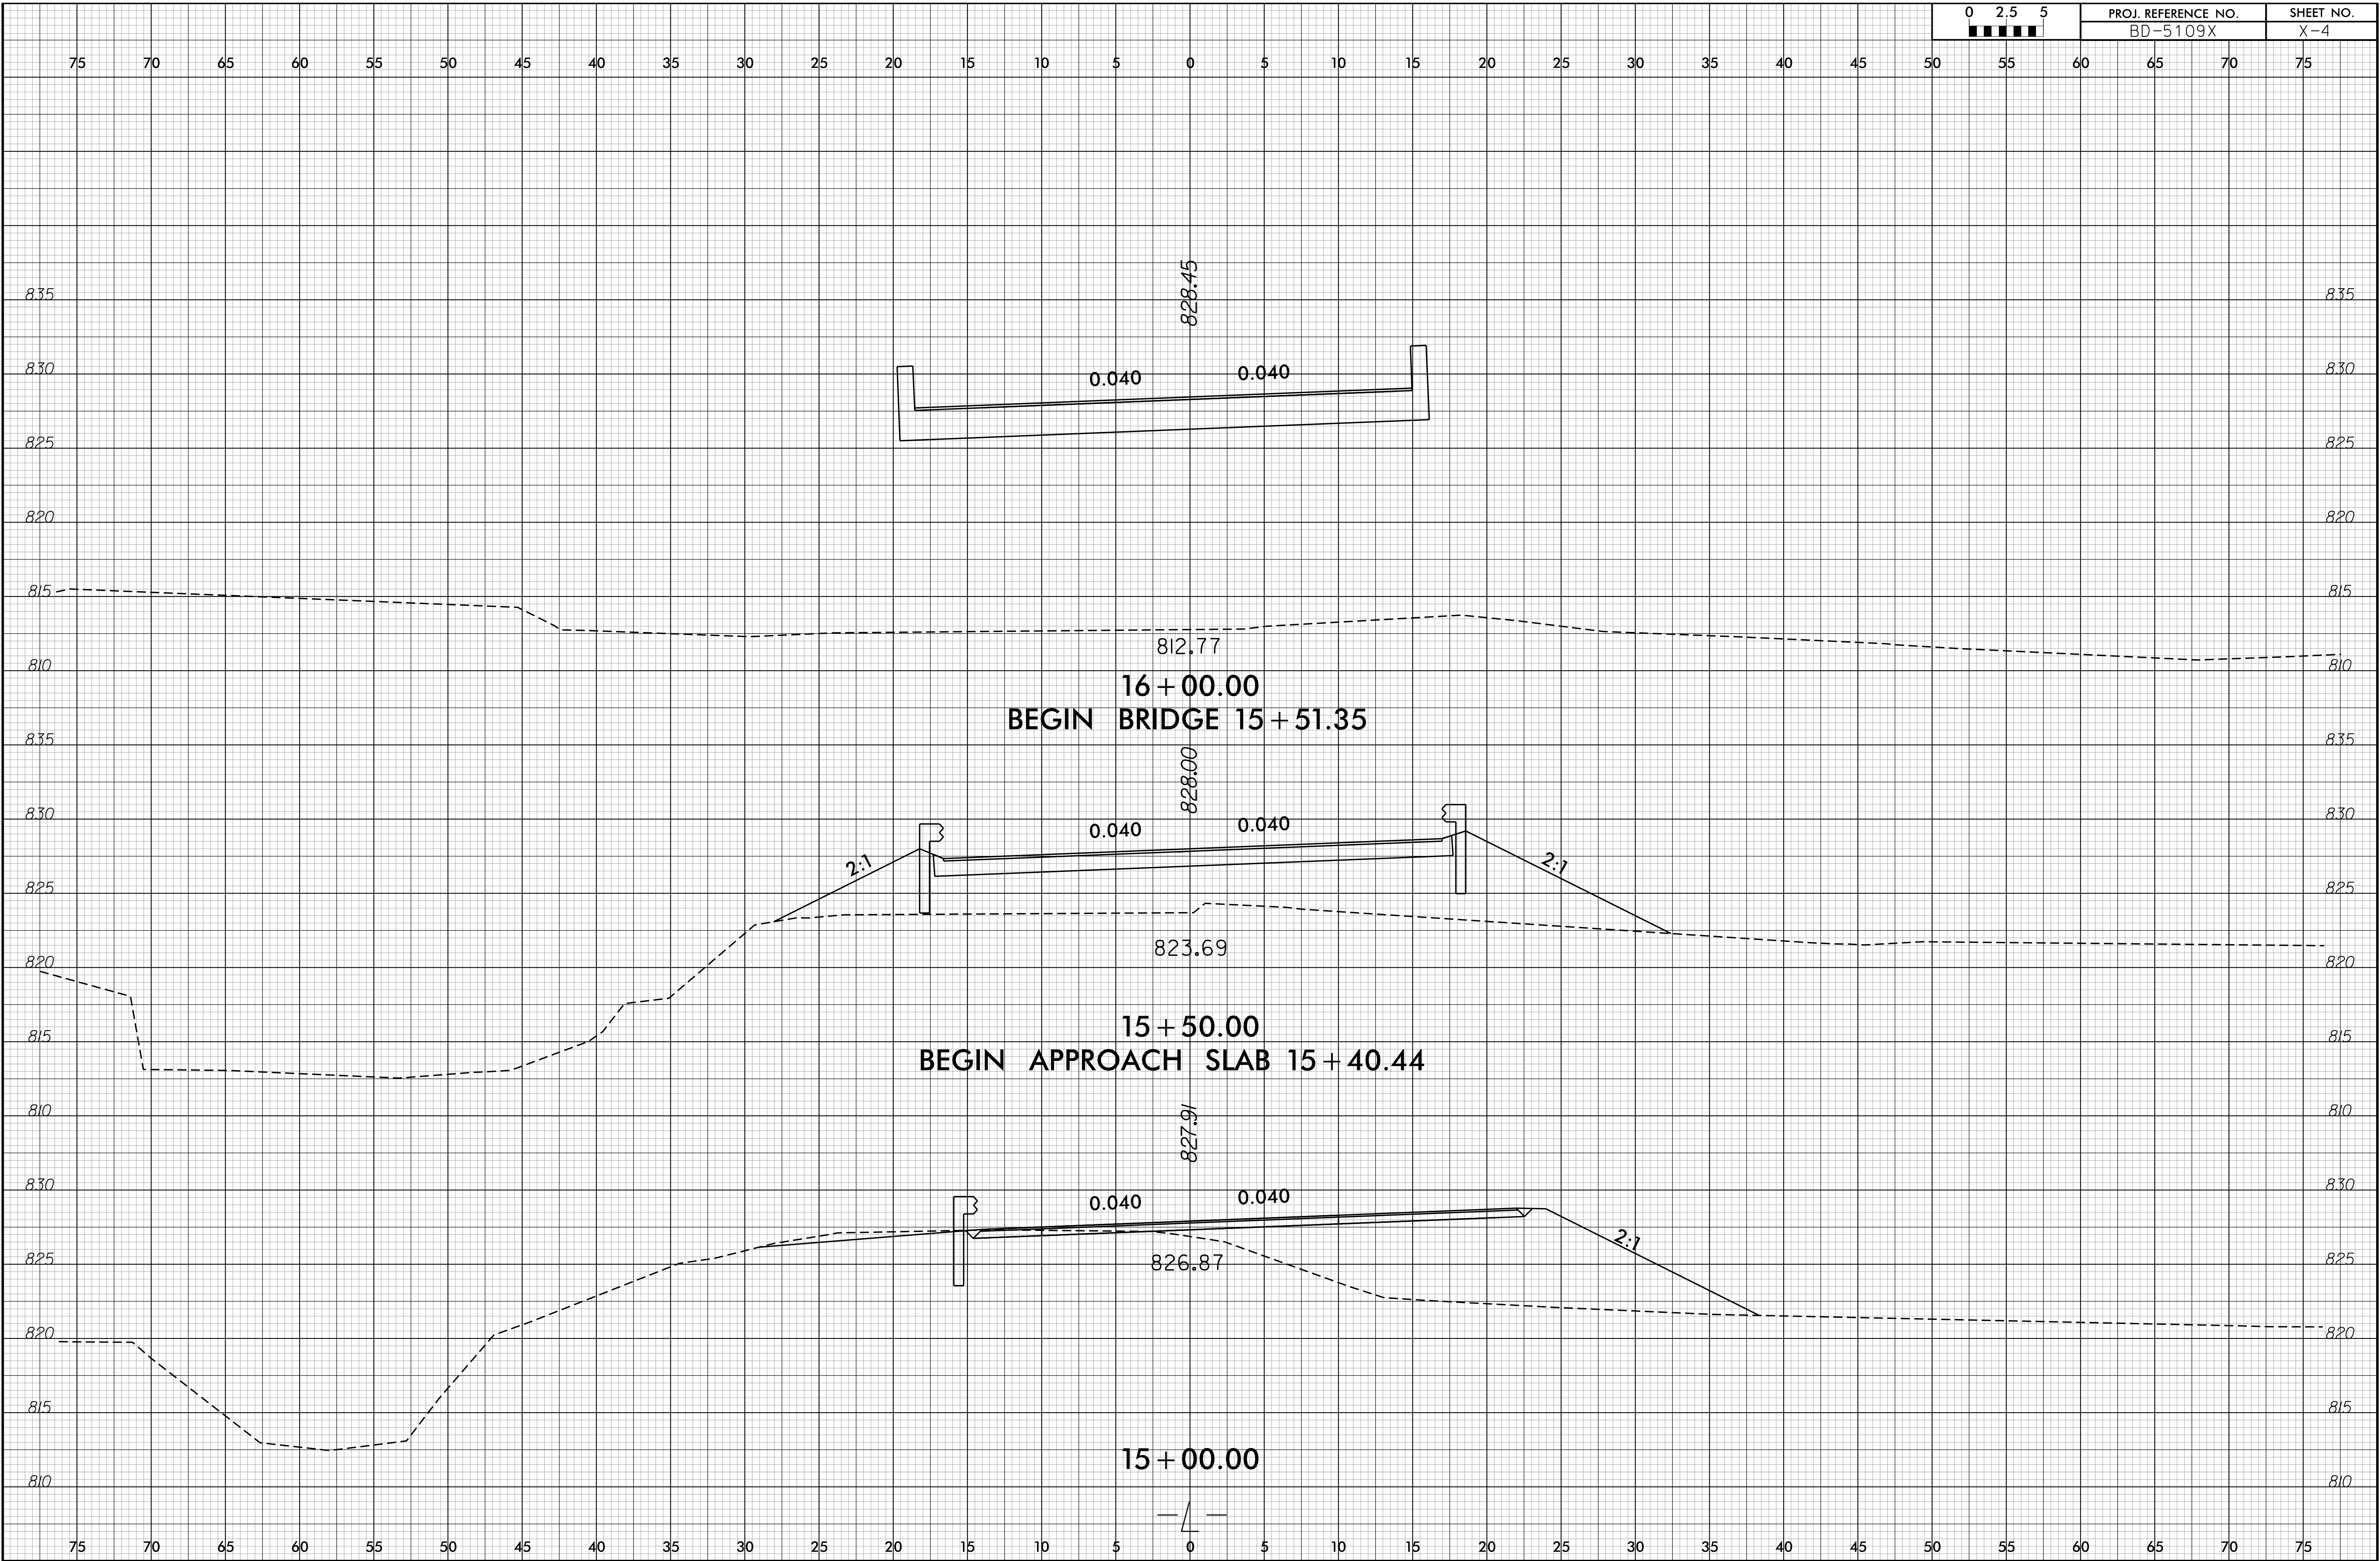 0 2.5 5
PROJ. REFERENCE NO. SHEET NO.
BD-5109X X-4
75 70 65 60 55 50 45 40 35 30 25 20 15 10 5 0 5 10 15 20 25 30 35 40 45 50 55 60 65 70 75
828.45
835 835
830 0.040 0.040 830
825 825
820 820
815 815
812.77
810 810
16+00.00
BEGIN BRIDGE 15+51.35
835 835
828.00
830 830
0.040 0.040
2:1 2:1
825 825
823.69
820 820
15+50.00
815 815
BEGIN APPROACH SLAB 15+40.44
810 810
827.91
830 830
0.040 0.040
2:1
825 826.87 825
820 820
815 815
15+00.00
810 810
-L-
75 70 65 60 55 50 45 40 35 30 25 20 15 10 5 0 5 10 15 20 25 30 35 40 45 50 55 60 65 70 75